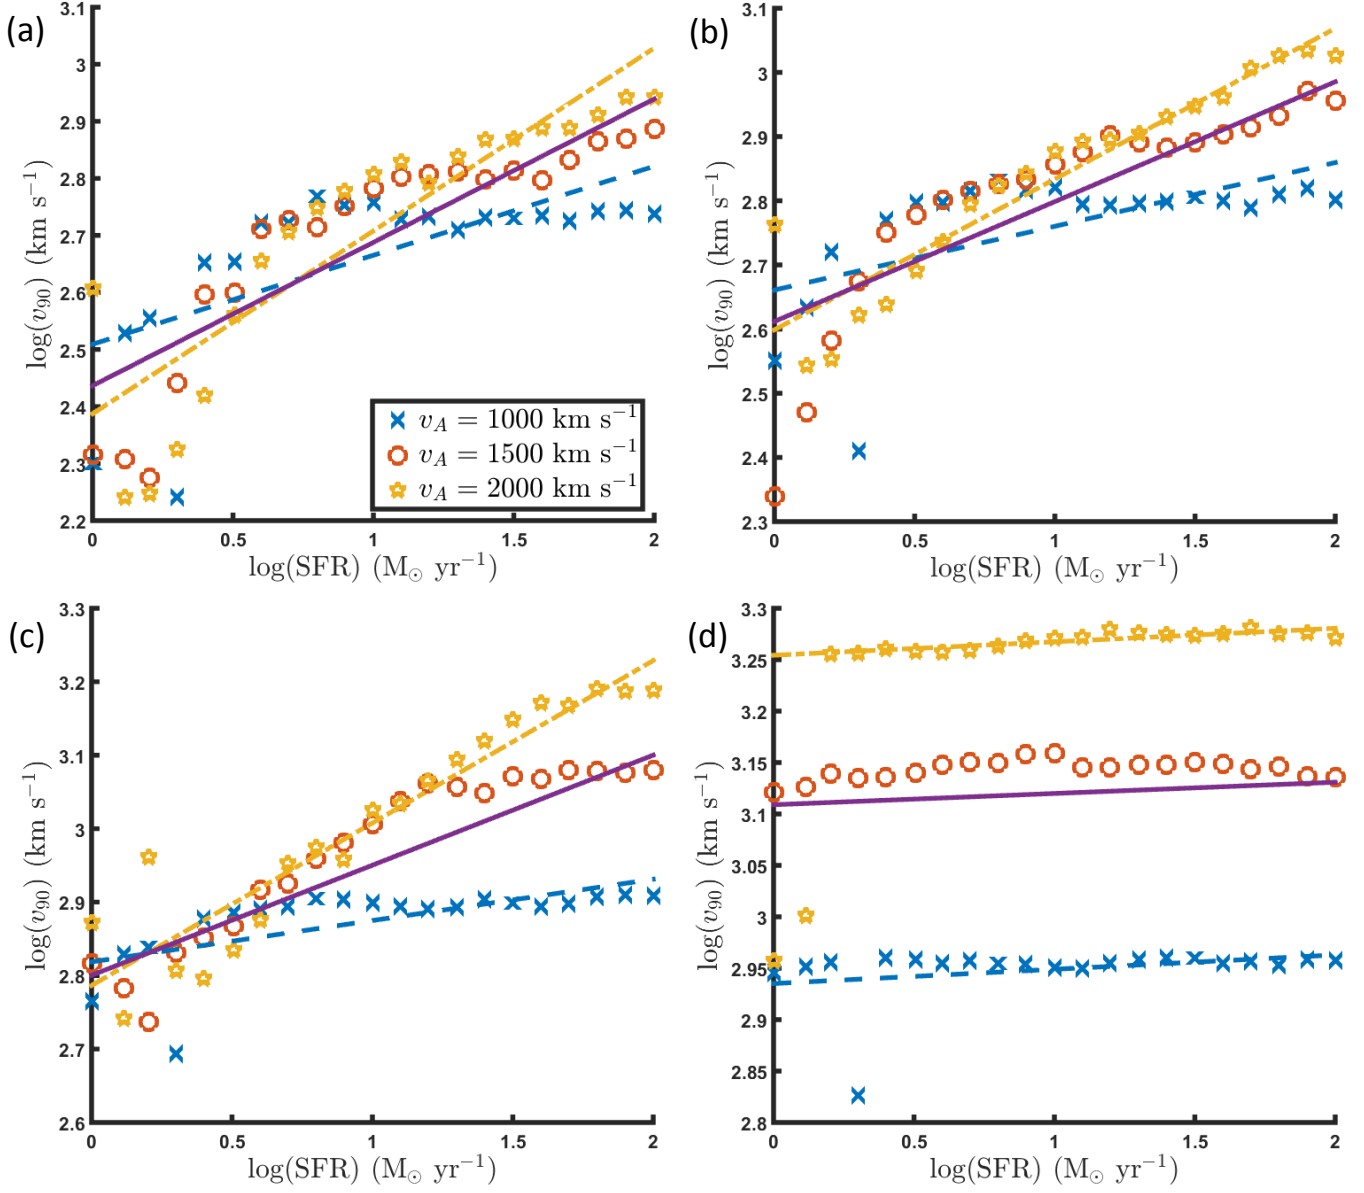 (a)
3.1
3
2.9
2.8
2.7
2.6
2.5
2.4
2.3
2.2
log(v₉₀) (km s⁻¹)
0 0.5 1 1.5 2
log(SFR) (M☉ yr⁻¹)
v_A = 1000 km s⁻¹
v_A = 1500 km s⁻¹
v_A = 2000 km s⁻¹
(b)
3.1
3
2.9
2.8
2.7
2.6
2.5
2.4
2.3
log(v₉₀) (km s⁻¹)
0 0.5 1 1.5 2
log(SFR) (M☉ yr⁻¹)
(c)
3.3
3.2
3.1
3
2.9
2.8
2.7
2.6
log(v₉₀) (km s⁻¹)
0 0.5 1 1.5 2
log(SFR) (M☉ yr⁻¹)
(d)
3.3
3.25
3.2
3.15
3.1
3.05
3
2.95
2.9
2.85
2.8
log(v₉₀) (km s⁻¹)
0 0.5 1 1.5 2
log(SFR) (M☉ yr⁻¹)